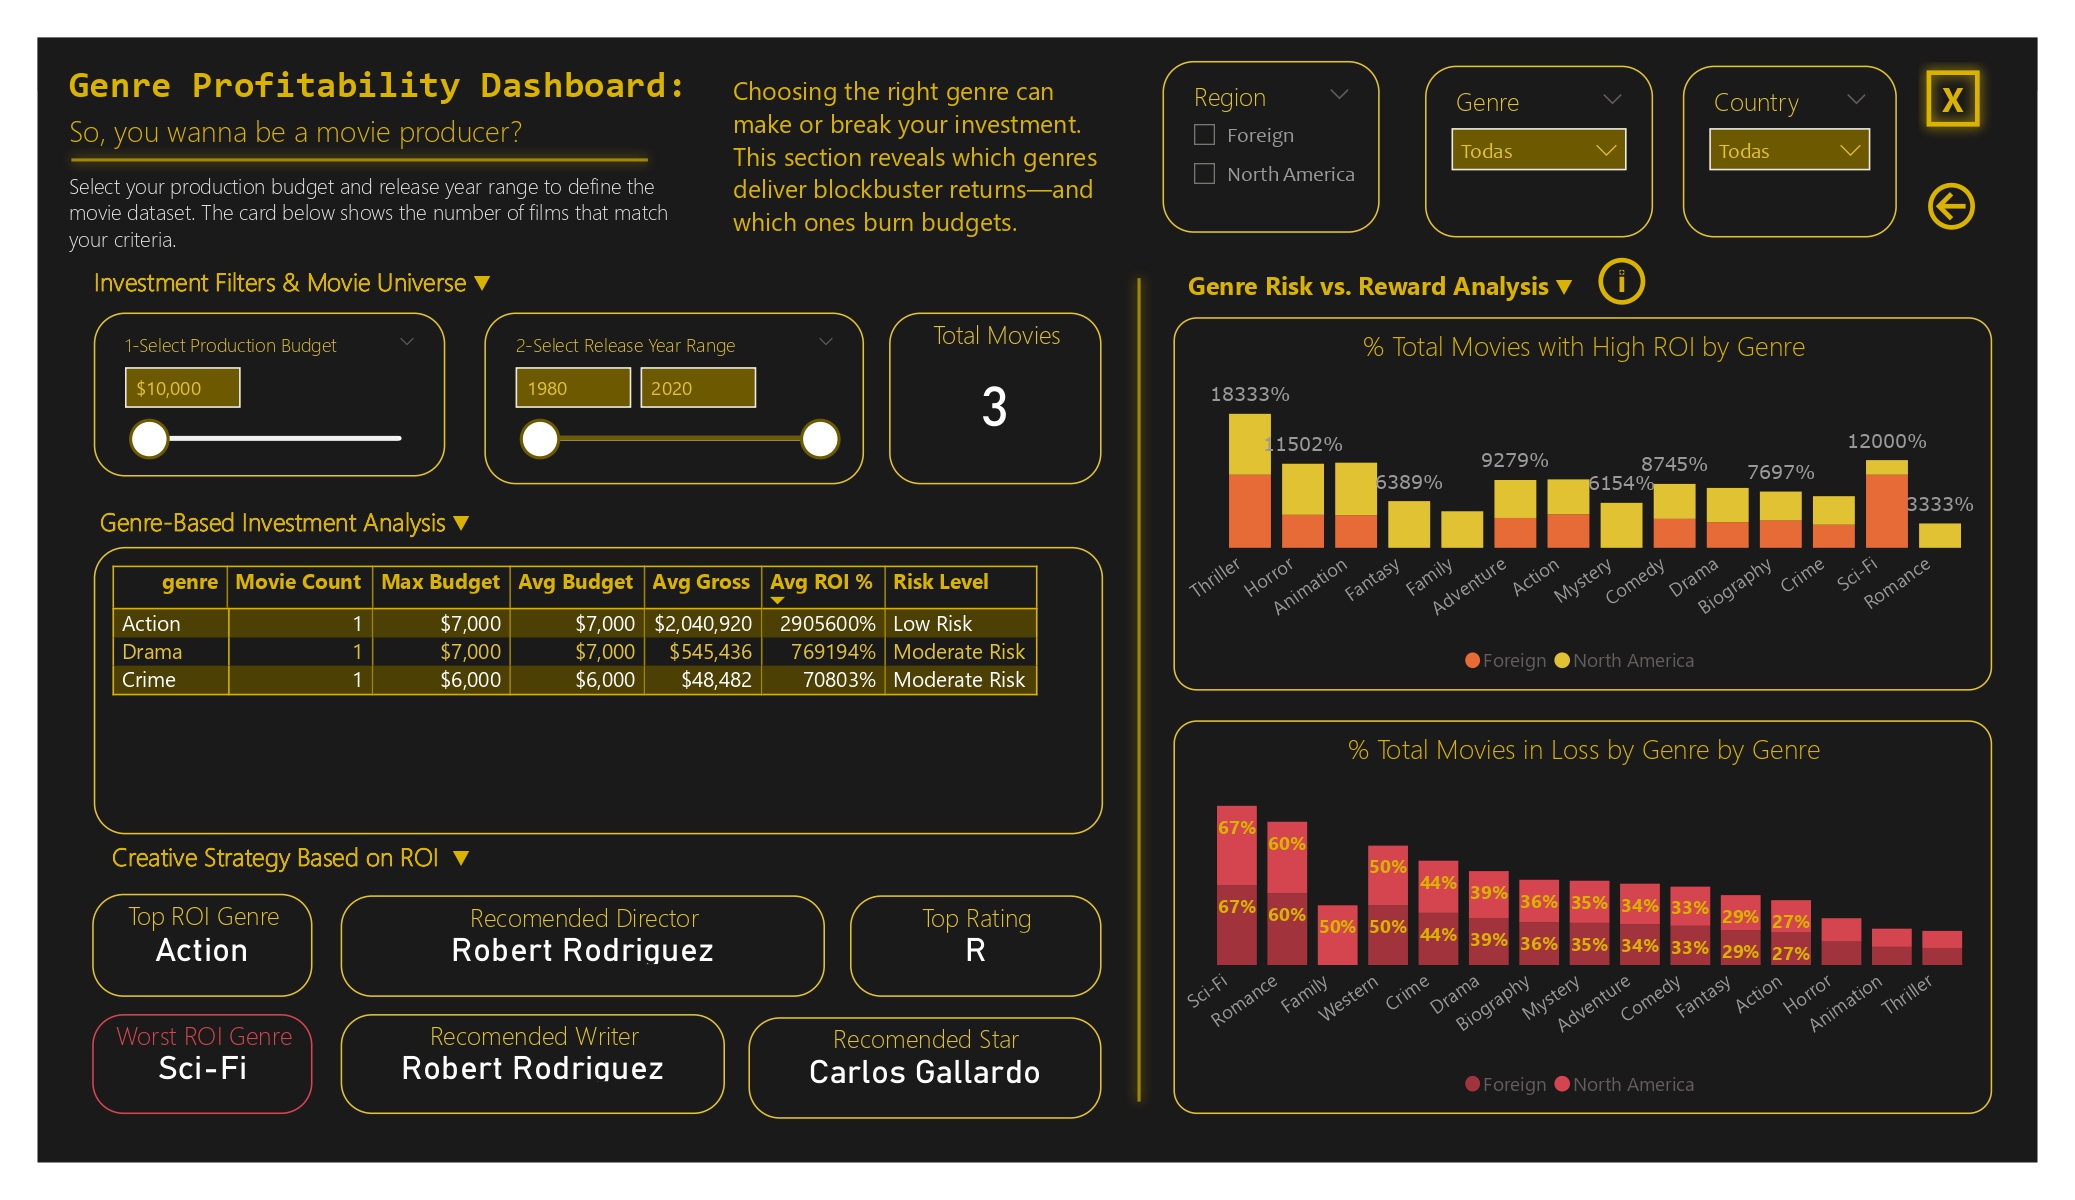 Genre Profitability Dashboard:
So, you wanna be a movie producer?
Select your production budget and release year range to define the
movie dataset. The card below shows the number of films that match
your criteria.
Choosing the right genre can
make or break your investment.
This section reveals which genres
deliver blockbuster returns—and
which ones burn budgets.
Region
Foreign
North America
Genre
Todas
Country
Todas
X
Investment Filters & Movie Universe ▼
1-Select Production Budget
$10,000
2-Select Release Year Range
1980 2020
Total Movies
3
Genre-Based Investment Analysis ▼
genre Movie Count Max Budget Avg Budget Avg Gross Avg ROI % Risk Level
Action 1 $7,000 $7,000 $2,040,920 2905600% Low Risk
Drama 1 $7,000 $7,000 $545,436 769194% Moderate Risk
Crime 1 $6,000 $6,000 $48,482 70803% Moderate Risk
Creative Strategy Based on ROI ▼
Top ROI Genre
Action
Recomended Director
Robert Rodriguez
Top Rating
R
Worst ROI Genre
Sci-Fi
Recomended Writer
Robert Rodriguez
Recomended Star
Carlos Gallardo
Genre Risk vs. Reward Analysis ▼
i
% Total Movies with High ROI by Genre
18333% 11502% 6389% 9279% 6154% 8745% 7697% 12000% 3333%
Thriller Horror Animation Fantasy Family Adventure Action Mystery Comedy Drama Biography Crime Sci-Fi Romance
Foreign North America
% Total Movies in Loss by Genre by Genre
67% 60% 50% 50% 44% 39% 36% 35% 34% 33% 29% 27%
67% 60% 50% 44% 39% 36% 35% 34% 33% 29% 27%
Sci-Fi Romance Family Western Crime Drama Biography Mystery Adventure Comedy Fantasy Action Horror Animation Thriller
Foreign North America